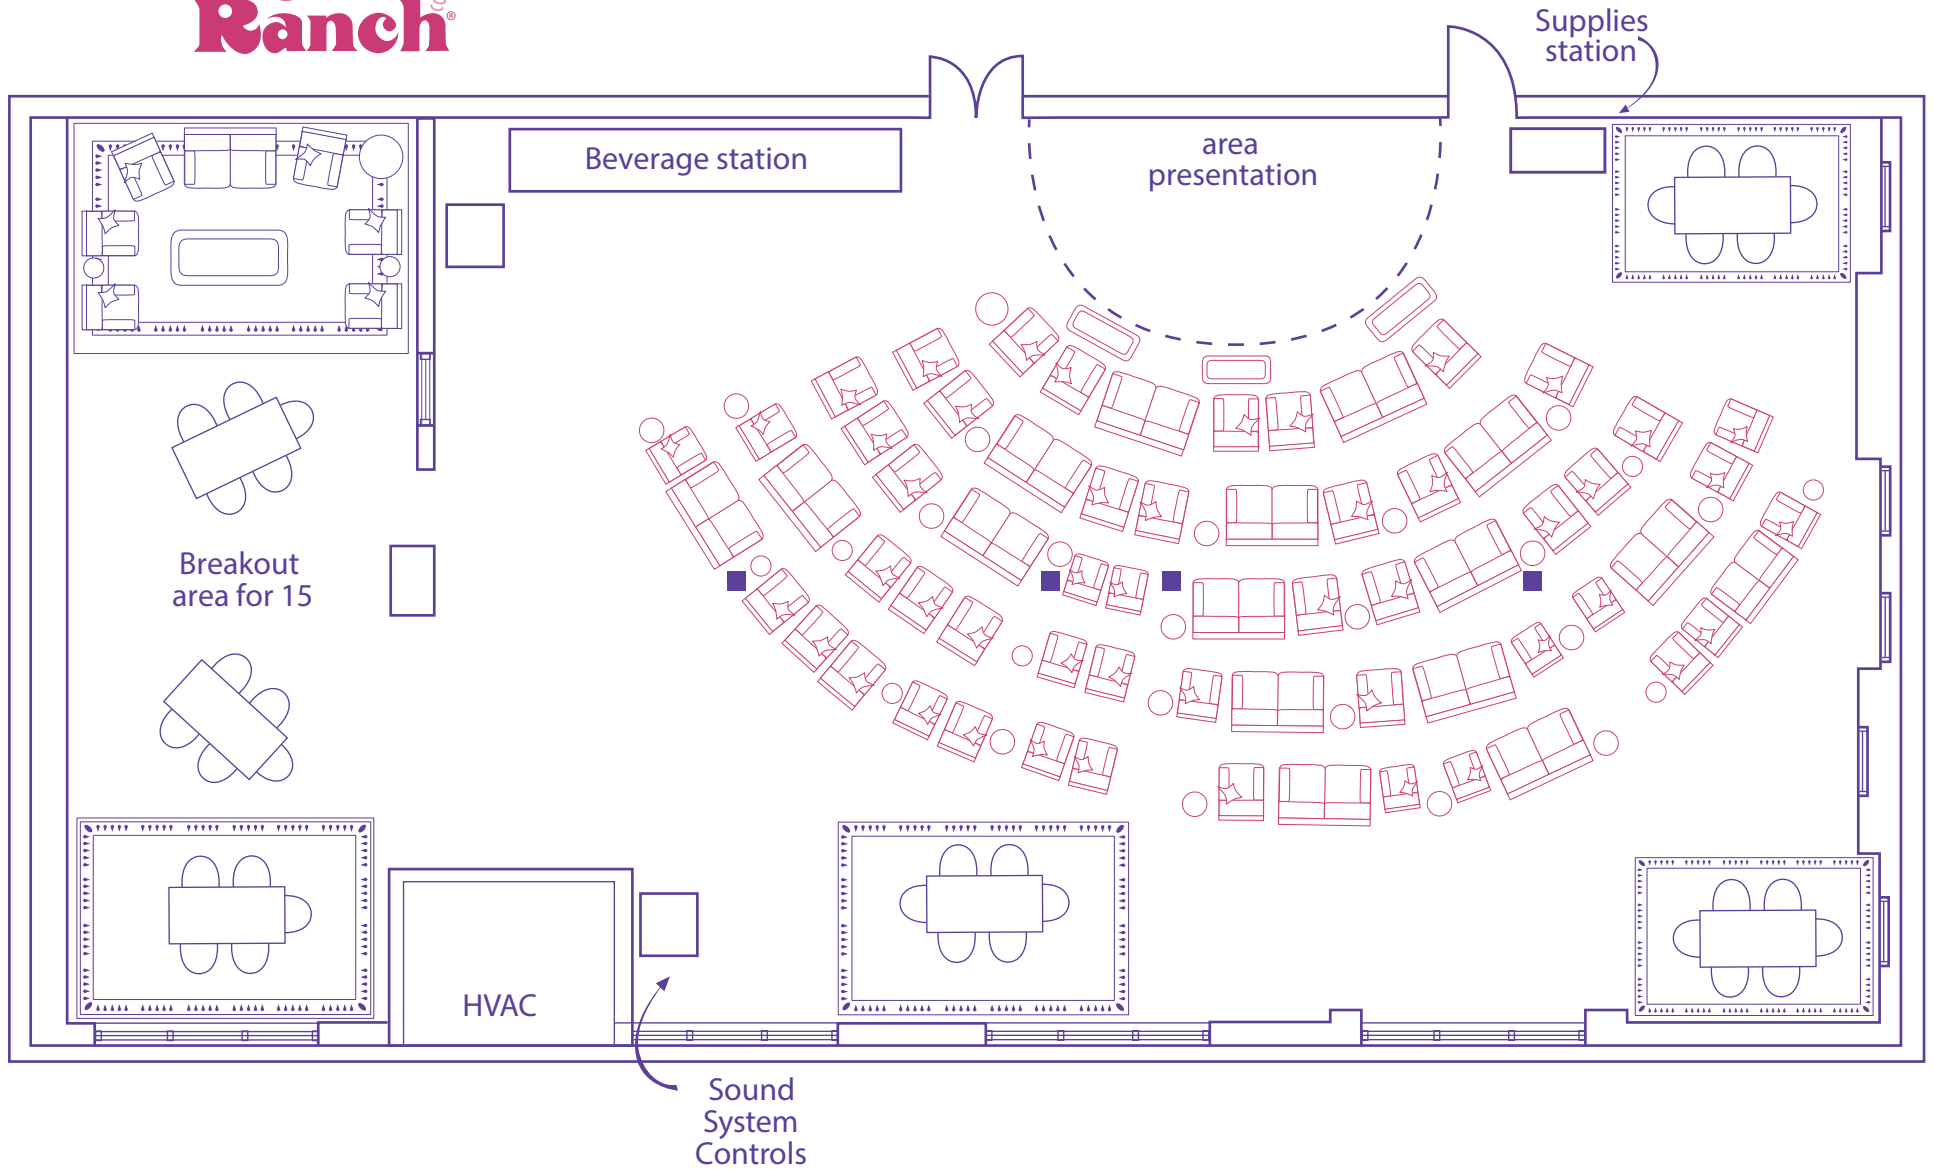 Ranch®
Supplies
station
Beverage station
area
presentation
Breakout
area for 15
HVAC
Sound
System
Controls